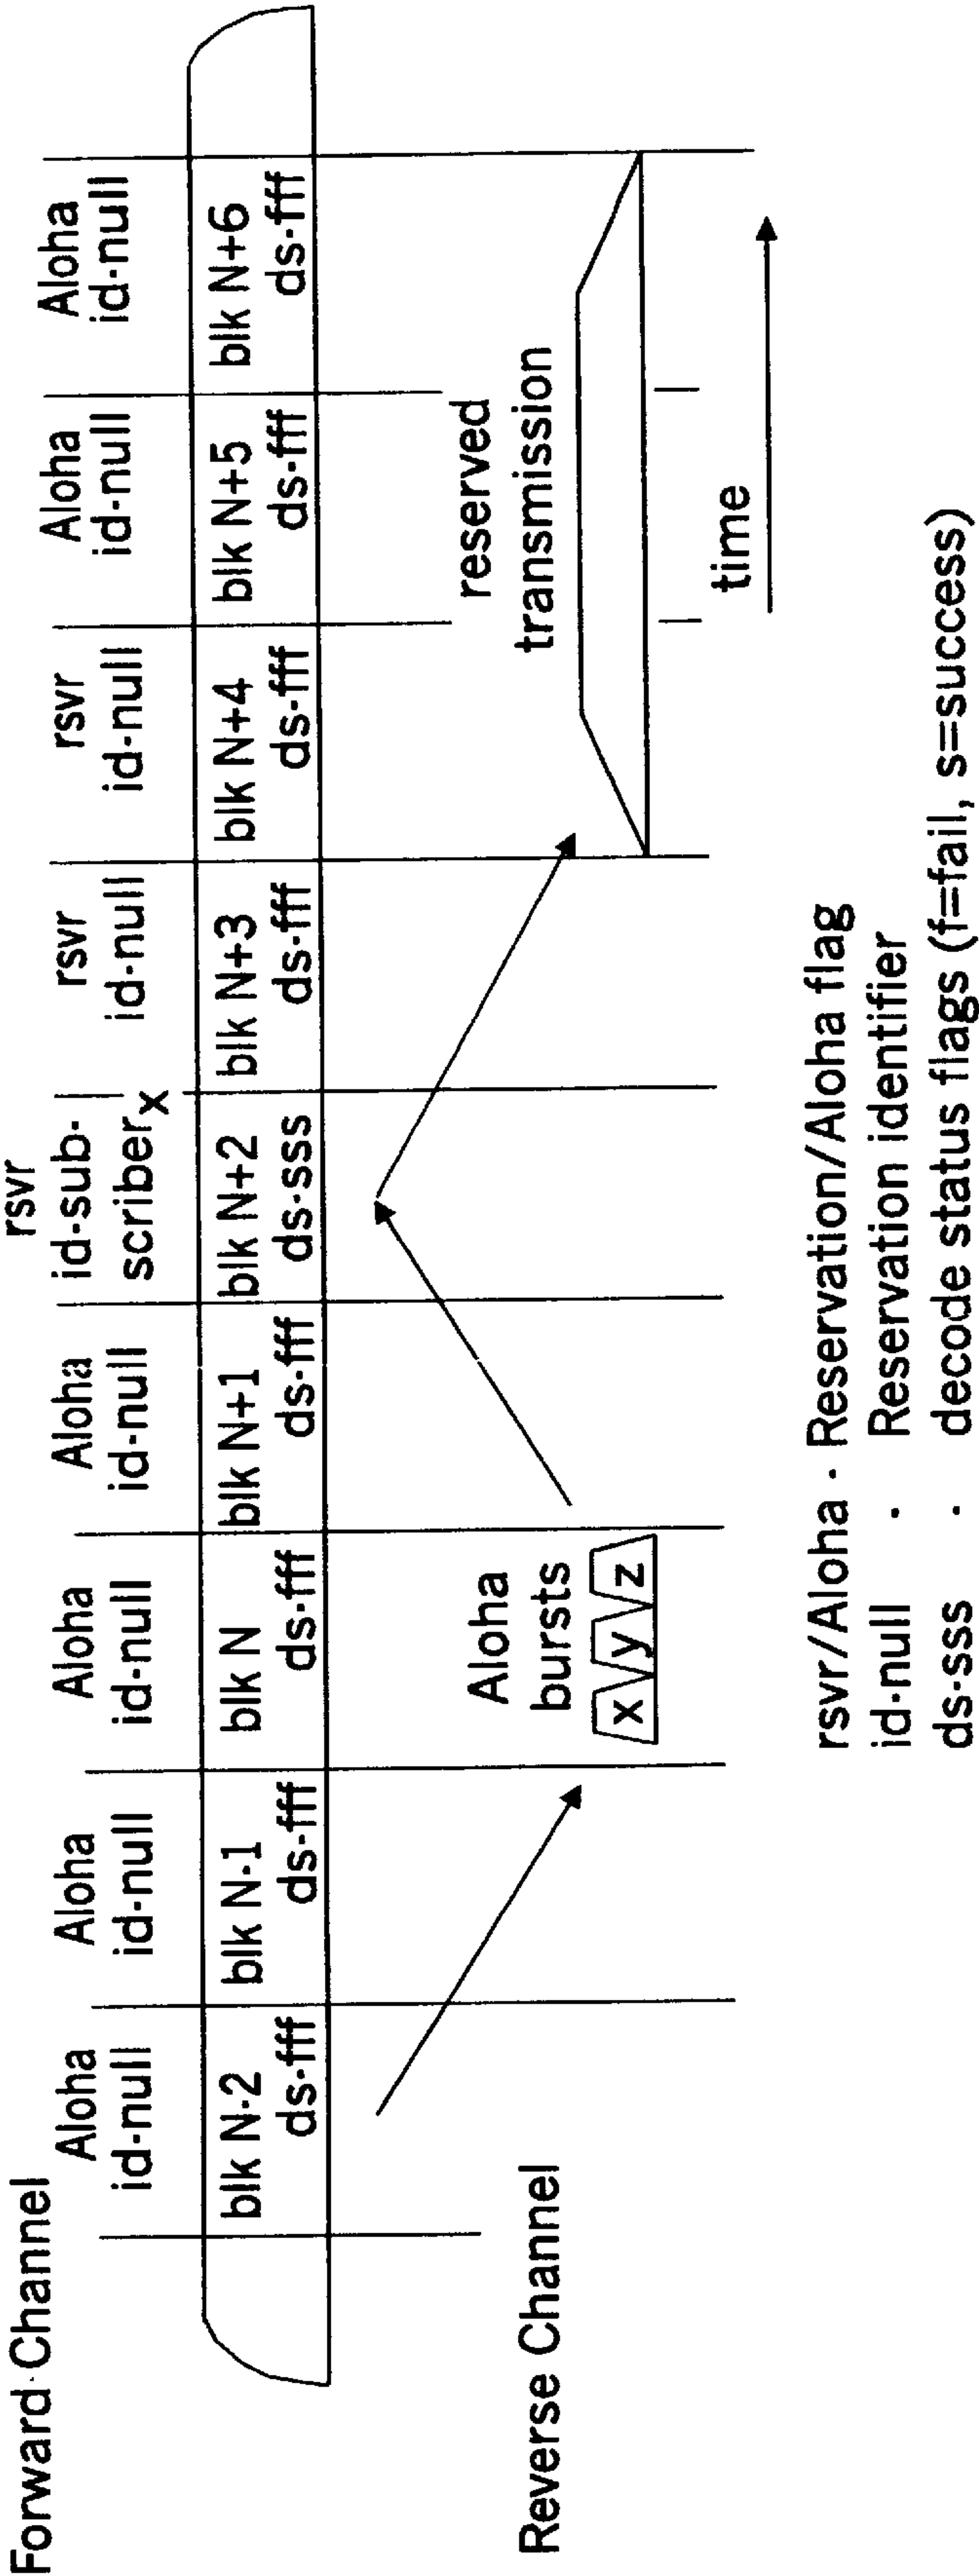 Forward Channel
Aloha
id-null
Aloha
id-null
Aloha
id-null
Aloha
id-null
rsvr
id-sub-
scriber x
rsvr
id-null
rsvr
id-null
Aloha
id-null
Aloha
id-null
blk N-2
ds-fff
blk N-1
ds-fff
blk N
ds-fff
blk N+1
ds-fff
blk N+2
ds-sss
blk N+3
ds-fff
blk N+4
ds-fff
blk N+5
ds-fff
blk N+6
ds-fff
Reverse Channel
Aloha
bursts
x y z
reserved
transmission
time
rsvr/Aloha - Reservation/Aloha flag
id-null - Reservation identifier
ds-sss - decode status flags (f=fail, s=success)